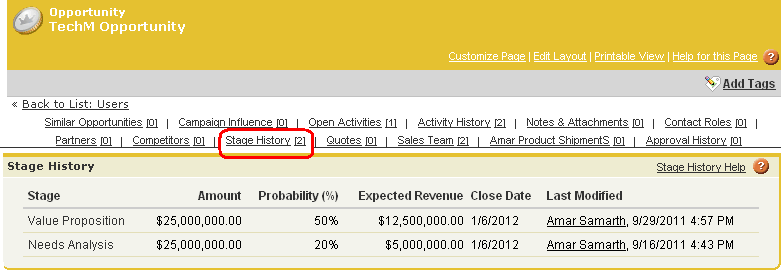 Opportunity
TechM Opportunity
Customize Page | Edit Layout | Printable View | Help for this Page ?
Add Tags
« Back to List: Users
Similar Opportunities [0] | Campaign Influence [0] | Open Activities [1] | Activity History [2] | Notes & Attachments [0] | Contact Roles [0] |
Partners [0] | Competitors [0] | Stage History [2] | Quotes [0] | Sales Team [2] | Amar Product ShipmentS [0] | Approval History [0]
Stage History Stage History Help ?
Stage Amount Probability (%) Expected Revenue Close Date Last Modified
Value Proposition $25,000,000.00 50% $12,500,000.00 1/6/2012 Amar Samarth, 9/29/2011 4:57 PM
Needs Analysis $25,000,000.00 20% $5,000,000.00 1/6/2012 Amar Samarth, 9/16/2011 4:43 PM